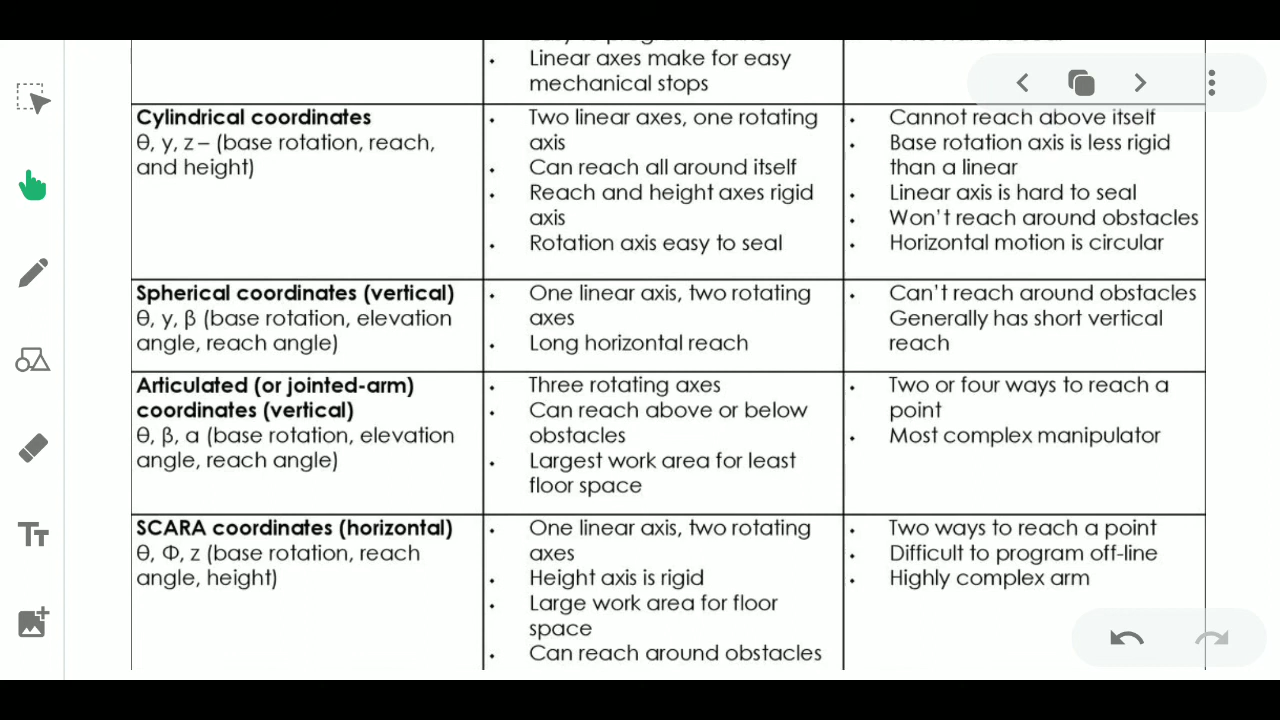 Linear axes make for easy
mechanical stops
Cylindrical coordinates
θ, y, z – (base rotation, reach,
and height)
• Two linear axes, one rotating
axis
• Can reach all around itself
• Reach and height axes rigid
axis
• Rotation axis easy to seal
• Cannot reach above itself
• Base rotation axis is less rigid
than a linear
• Linear axis is hard to seal
• Won't reach around obstacles
• Horizontal motion is circular
Spherical coordinates (vertical)
θ, y, β (base rotation, elevation
angle, reach angle)
• One linear axis, two rotating
axes
• Long horizontal reach
• Can't reach around obstacles
Generally has short vertical
reach
Articulated (or jointed-arm)
coordinates (vertical)
θ, β, α (base rotation, elevation
angle, reach angle)
• Three rotating axes
• Can reach above or below
obstacles
• Largest work area for least
floor space
• Two or four ways to reach a
point
• Most complex manipulator
SCARA coordinates (horizontal)
θ, Φ, z (base rotation, reach
angle, height)
• One linear axis, two rotating
axes
• Height axis is rigid
• Large work area for floor
space
• Can reach around obstacles
• Two ways to reach a point
• Difficult to program off-line
• Highly complex arm
TT